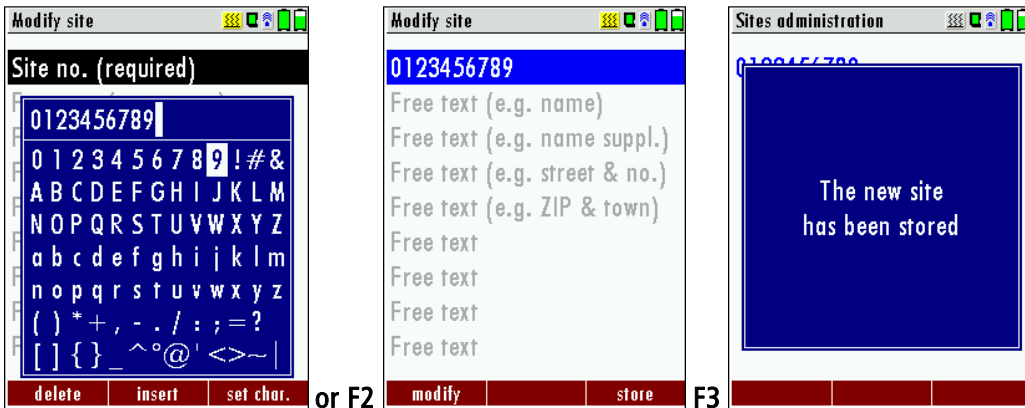 Modify site
Site no. (required)
0123456789
0 1 2 3 4 5 6 7 8 9 ! # &
A B C D E F G H I J K L M
N O P Q R S T U V W X Y Z
a b c d e f g h i j k l m
n o p q r s t u v w x y z
( ) * + , - . / : ; = ?
[ ] { } _ ^ ° @ ' < > ~ |
delete insert set char.
or F2
Modify site
0123456789
Free text (e.g. name)
Free text (e.g. name suppl.)
Free text (e.g. street & no.)
Free text (e.g. ZIP & town)
Free text
Free text
Free text
Free text
modify store
F3
Sites administration
The new site
has been stored